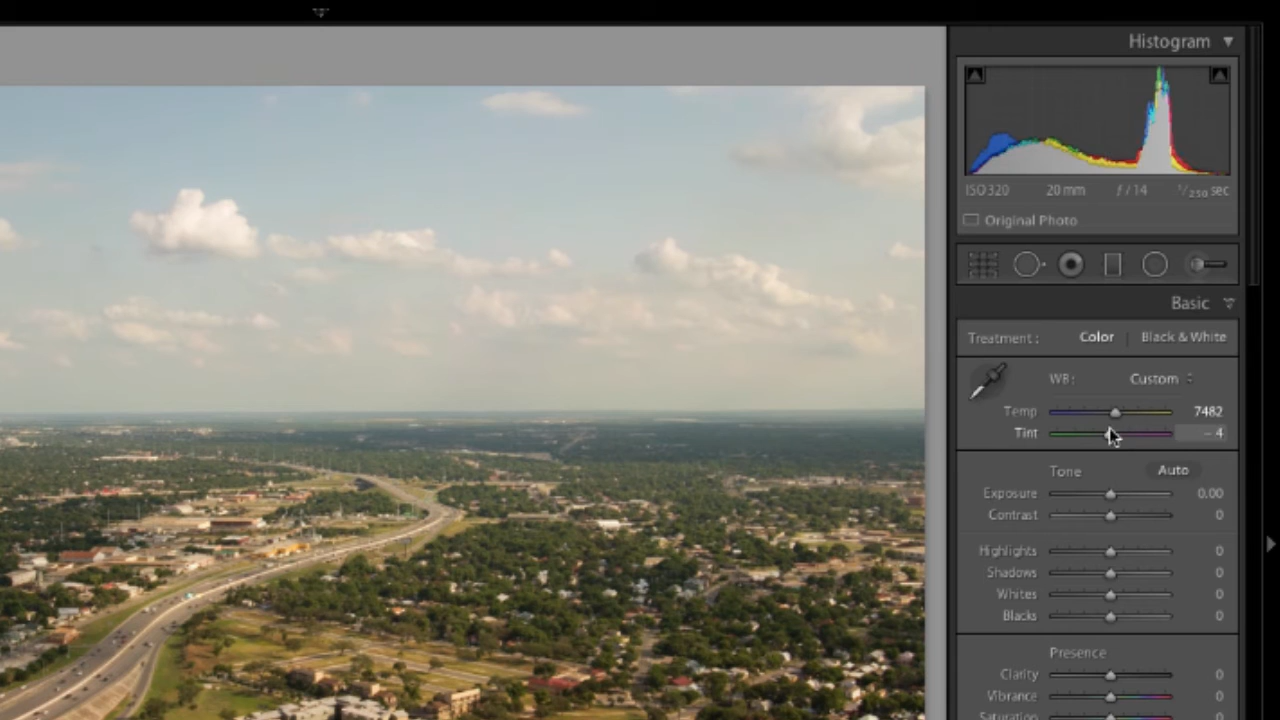 Histogram
ISO 320 20 mm f / 14 1/250 sec
Original Photo
Basic
Treatment : Color | Black & White
WB : Custom
Temp 7482
Tint – 4
Tone Auto
Exposure 0.00
Contrast 0
Highlights 0
Shadows 0
Whites 0
Blacks 0
Presence
Clarity 0
Vibrance 0
Saturation 0